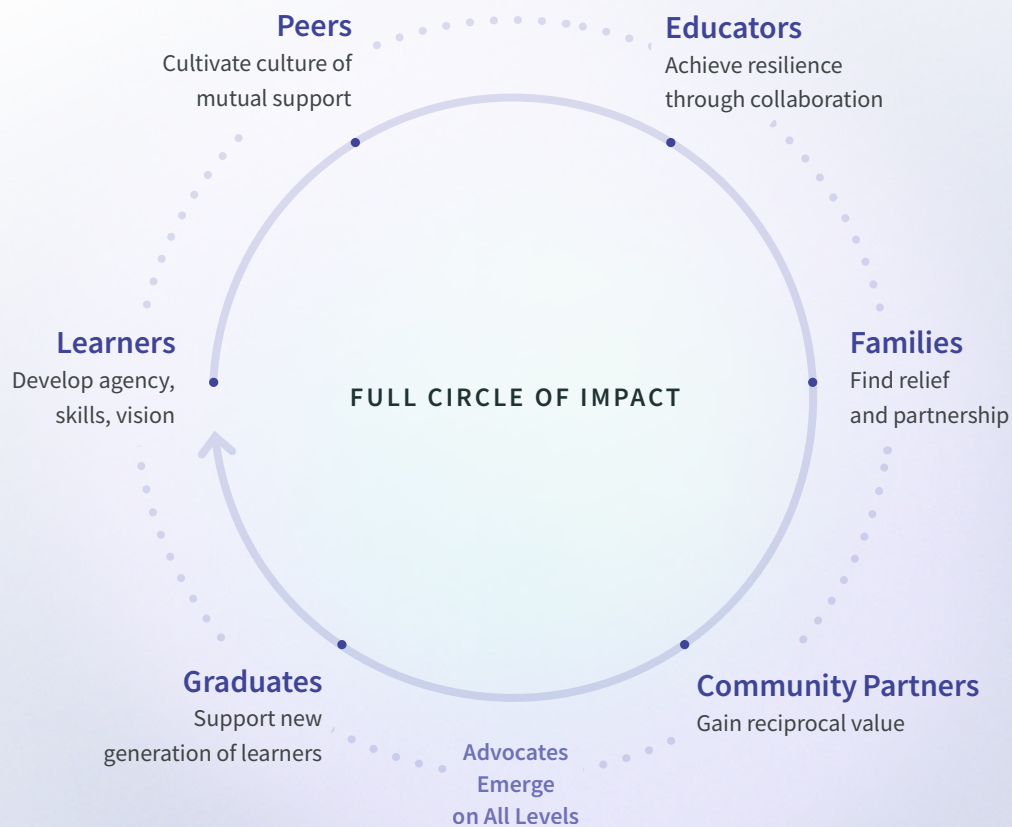 Peers
Cultivate culture of
mutual support
Educators
Achieve resilience
through collaboration
Learners
Develop agency,
skills, vision
FULL CIRCLE OF IMPACT
Families
Find relief
and partnership
Graduates
Support new
generation of learners
Community Partners
Gain reciprocal value
Advocates
Emerge
on All Levels